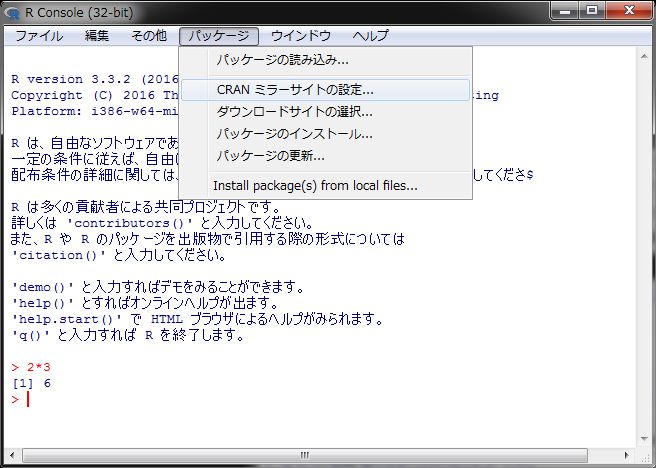 R Console (32-bit)
ファイル 編集 その他 パッケージ ウインドウ ヘルプ
パッケージの読み込み...
CRAN ミラーサイトの設定...
ダウンロードサイトの選択...
パッケージのインストール...
パッケージの更新...
Install package(s) from local files...
R version 3.3.2 (2016
Copyright (C) 2016 Th
Platform: i386-w64-mi
R は、自由なソフトウェアであ
一定の条件に従えば、自由に
配布条件の詳細に関しては、 してくださ$
R は多くの貢献者による共同プロジェクトです。
詳しくは 'contributors()' と入力してください。
また、R や R のパッケージを出版物で引用する際の形式については
'citation()' と入力してください。
'demo()' と入力すればデモをみることができます。
'help()' とすればオンラインヘルプが出ます。
'help.start()' で HTML ブラウザによるヘルプがみられます。
'q()' と入力すれば R を終了します。
> 2*3
[1] 6
>